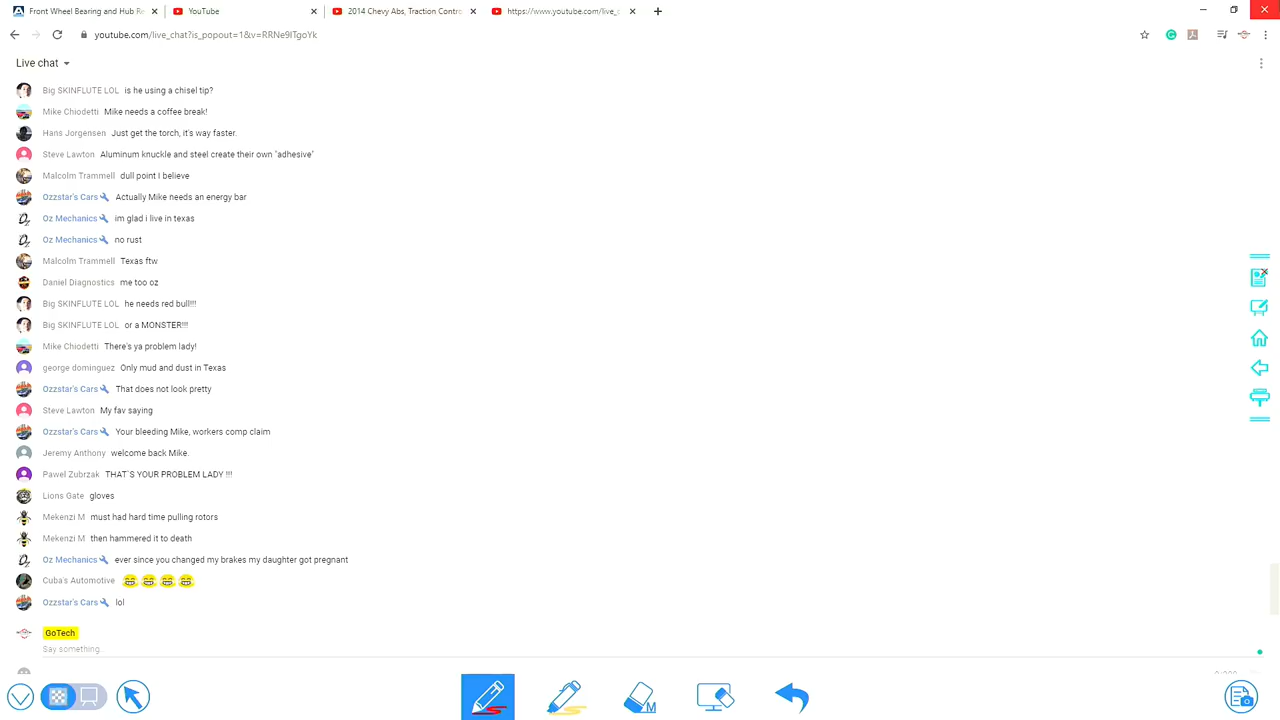 Front Wheel Bearing and Hub Re
YouTube
2014 Chevy Abs, Traction Contro
https://www.youtube.com/live_c
youtube.com/live_chat?is_popout=1&v=RRNe9ITgoYk
Live chat
Big SKINFLUTE LOL is he using a chisel tip?
Mike Chiodetti Mike needs a coffee break!
Hans Jorgensen Just get the torch, it's way faster.
Steve Lawton Aluminum knuckle and steel create their own "adhesive"
Malcolm Trammell dull point I believe
Ozzstar's Cars Actually Mike needs an energy bar
Oz Mechanics im glad i live in texas
Oz Mechanics no rust
Malcolm Trammell Texas ftw
Daniel Diagnostics me too oz
Big SKINFLUTE LOL he needs red bull!!!
Big SKINFLUTE LOL or a MONSTER!!!
Mike Chiodetti There's ya problem lady!
george dominguez Only mud and dust in Texas
Ozzstar's Cars That does not look pretty
Steve Lawton My fav saying
Ozzstar's Cars Your bleeding Mike, workers comp claim
Jeremy Anthony welcome back Mike.
Pawel Zubrzak THAT`S YOUR PROBLEM LADY !!!
Lions Gate gloves
Mekenzi M must had hard time pulling rotors
Mekenzi M then hammered it to death
Oz Mechanics ever since you changed my brakes my daughter got pregnant
Cuba's Automotive 😁😁😁😁
Ozzstar's Cars lol
GoTech
Say something...
M